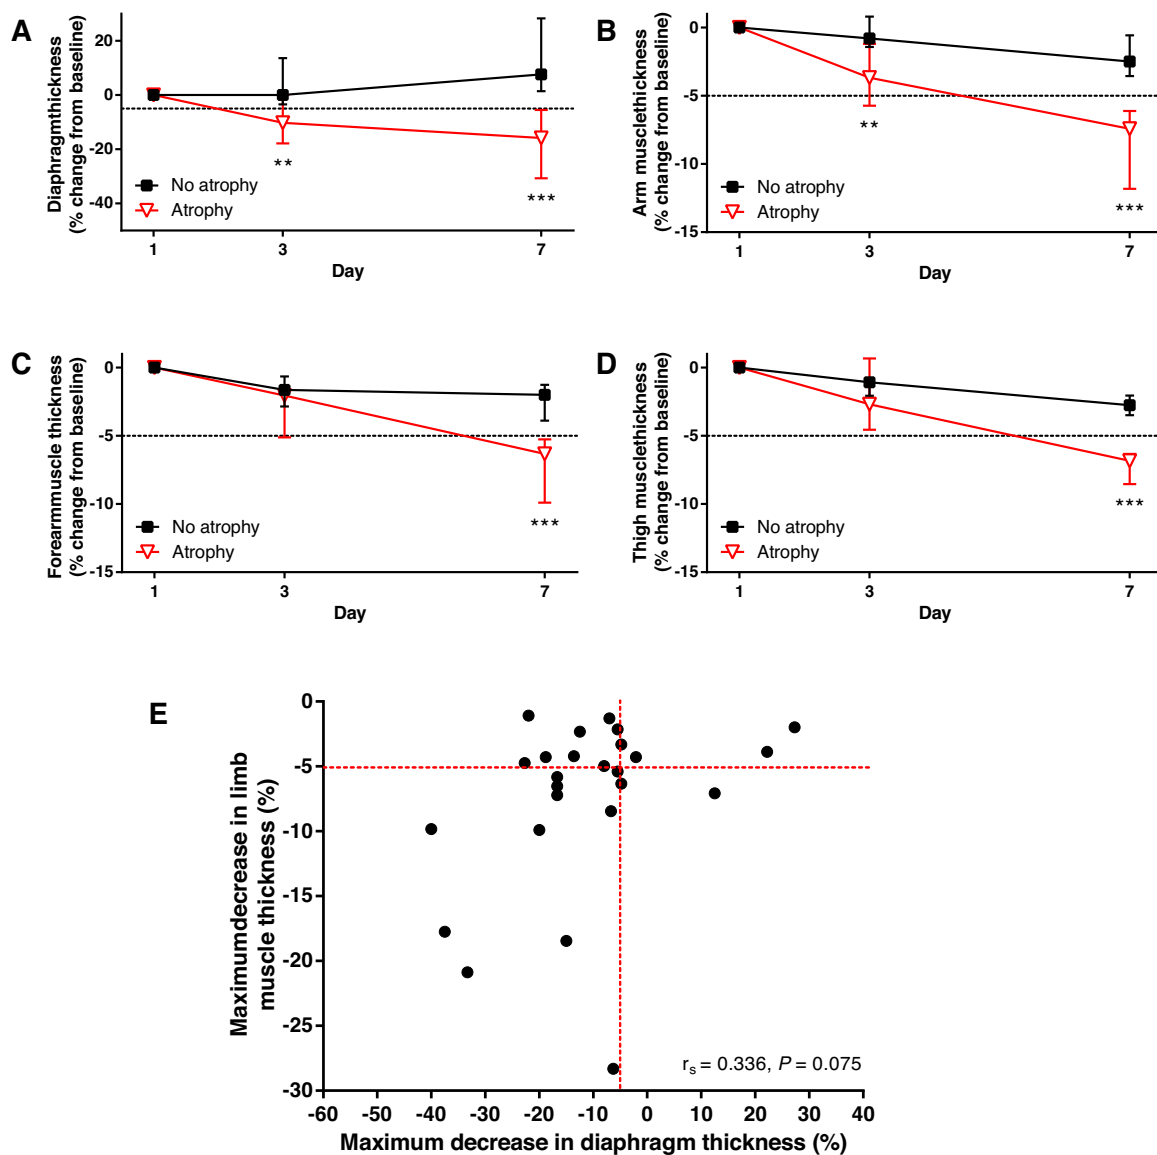 A
Diaphragmthickness
(% change from baseline)
20
0
-20
-40
**
***
No atrophy
Atrophy
1
3
7
Day
B
Arm musclethickness
(% change from baseline)
0
-5
-10
-15
**
***
No atrophy
Atrophy
1
3
7
Day
C
Forearmmuscle thickness
(% change from baseline)
0
-5
-10
-15
***
No atrophy
Atrophy
1
3
7
Day
D
Thigh musclethickness
(% change from baseline)
0
-5
-10
-15
***
No atrophy
Atrophy
1
3
7
Day
E
Maximumdecrease in limb
muscle thickness (%)
0
-5
-10
-15
-20
-25
-30
rs = 0.336, P = 0.075
-60 -50 -40 -30 -20 -10 0 10 20 30 40
Maximum decrease in diaphragm thickness (%)